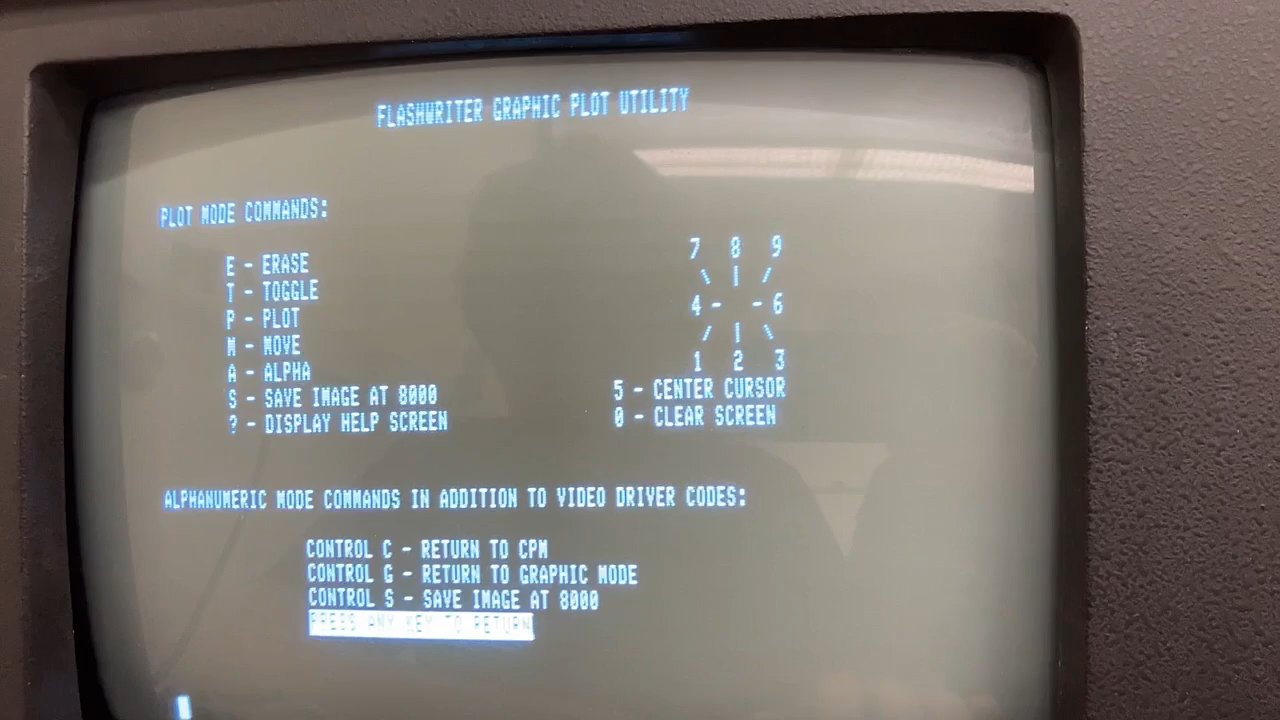 FLASHWRITER GRAPHIC PLOT UTILITY
PLOT MODE COMMANDS:
E - ERASE
T - TOGGLE
P - PLOT
M - MOVE
A - ALPHA
S - SAVE IMAGE AT 8000
? - DISPLAY HELP SCREEN
7 8 9
\ | /
4 - - 6
/ | \
1 2 3
5 - CENTER CURSOR
0 - CLEAR SCREEN
ALPHANUMERIC MODE COMMANDS IN ADDITION TO VIDEO DRIVER CODES:
CONTROL C - RETURN TO CPM
CONTROL G - RETURN TO GRAPHIC MODE
CONTROL S - SAVE IMAGE AT 8000
PRESS ANY KEY TO RETURN